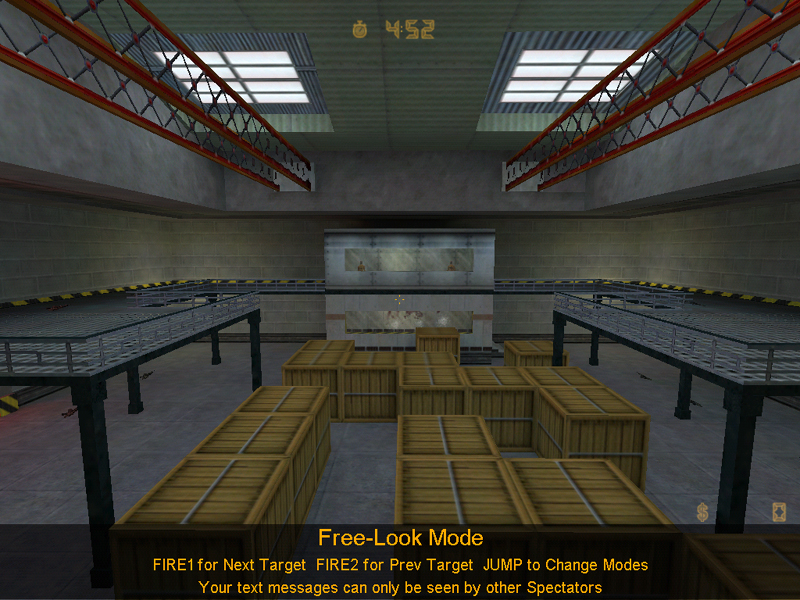 4:52
Free-Look Mode
FIRE1 for Next Target FIRE2 for Prev Target JUMP to Change Modes
Your text messages can only be seen by other Spectators
$